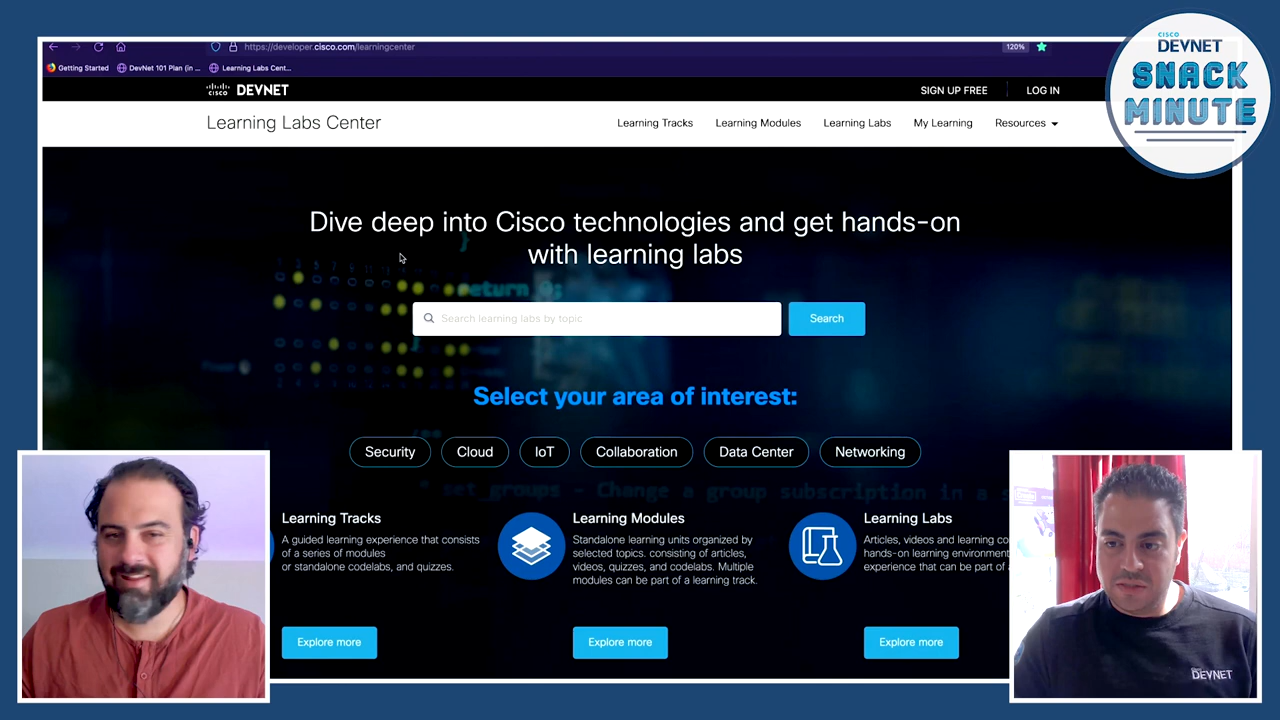 https://developer.cisco.com/learningcenter
120%
Getting Started
DevNet 101 Plan (in ...
Learning Labs Cent...
CISCO
DEVNET
SNACK
MINUTE
CISCO DEVNET
SIGN UP FREE
LOG IN
Learning Labs Center
Learning Tracks
Learning Modules
Learning Labs
My Learning
Resources
Dive deep into Cisco technologies and get hands-on
with learning labs
return
Search learning labs by topic
Search
Select your area of interest:
Security
Cloud
IoT
Collaboration
Data Center
Networking
" set_groups - Change a group subscription in a s
Learning Tracks
A guided learning experience that consists
of a series of modules
or standalone codelabs, and quizzes.
Explore more
Learning Modules
Standalone learning units organized by
selected topics. consisting of articles,
videos, quizzes, and codelabs. Multiple
modules can be part of a learning track.
Explore more
Learning Labs
Articles, videos and learning co
hands-on learning environment
experience that can be part of
Explore more
DEVNET